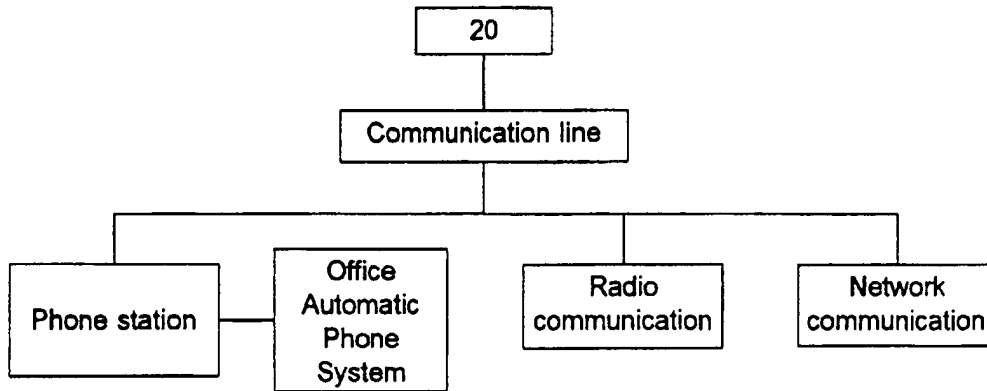 20
Communication line
Phone station
Office
Automatic
Phone
System
Radio
communication
Network
communication